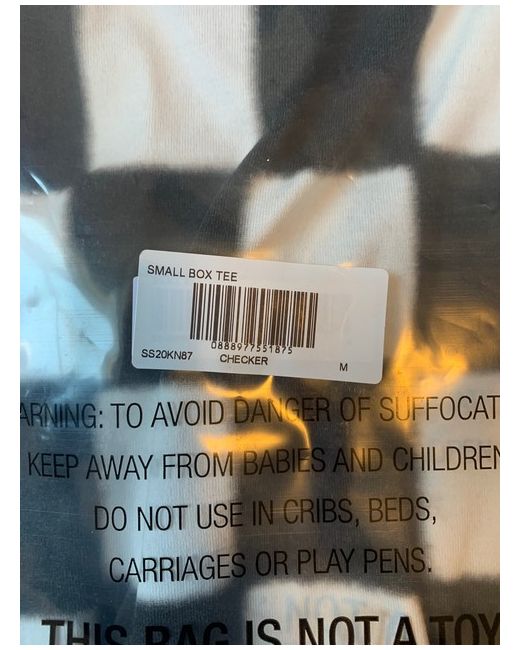 SMALL BOX TEE
0888977551875
SS20KN87 CHECKER M
ARNING: TO AVOID DANGER OF SUFFOCAT
KEEP AWAY FROM BABIES AND CHILDREN
DO NOT USE IN CRIBS, BEDS,
CARRIAGES OR PLAY PENS.
THIS BAG IS NOT A TOY